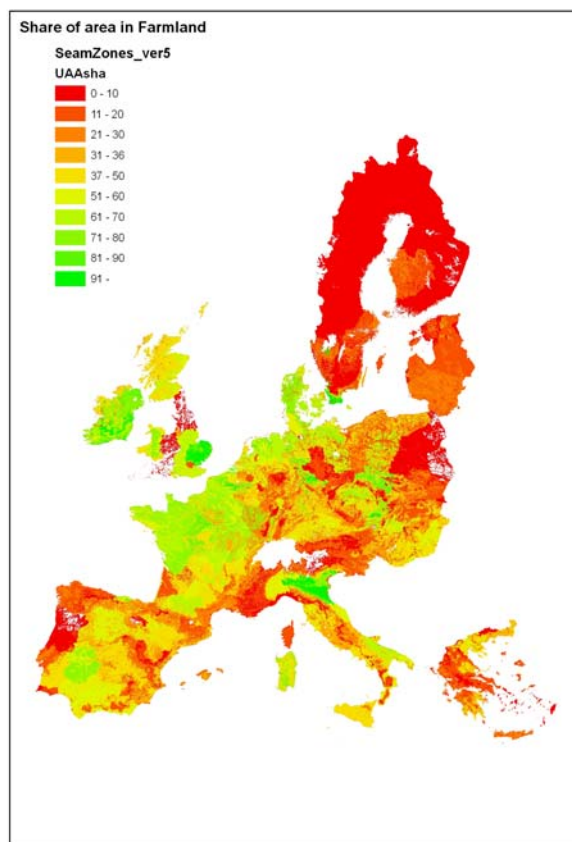 Share of area in Farmland
SeamZones_ver5
UAAsha
0 - 10
11 - 20
21 - 30
31 - 36
37 - 50
51 - 60
61 - 70
71 - 80
81 - 90
91 -